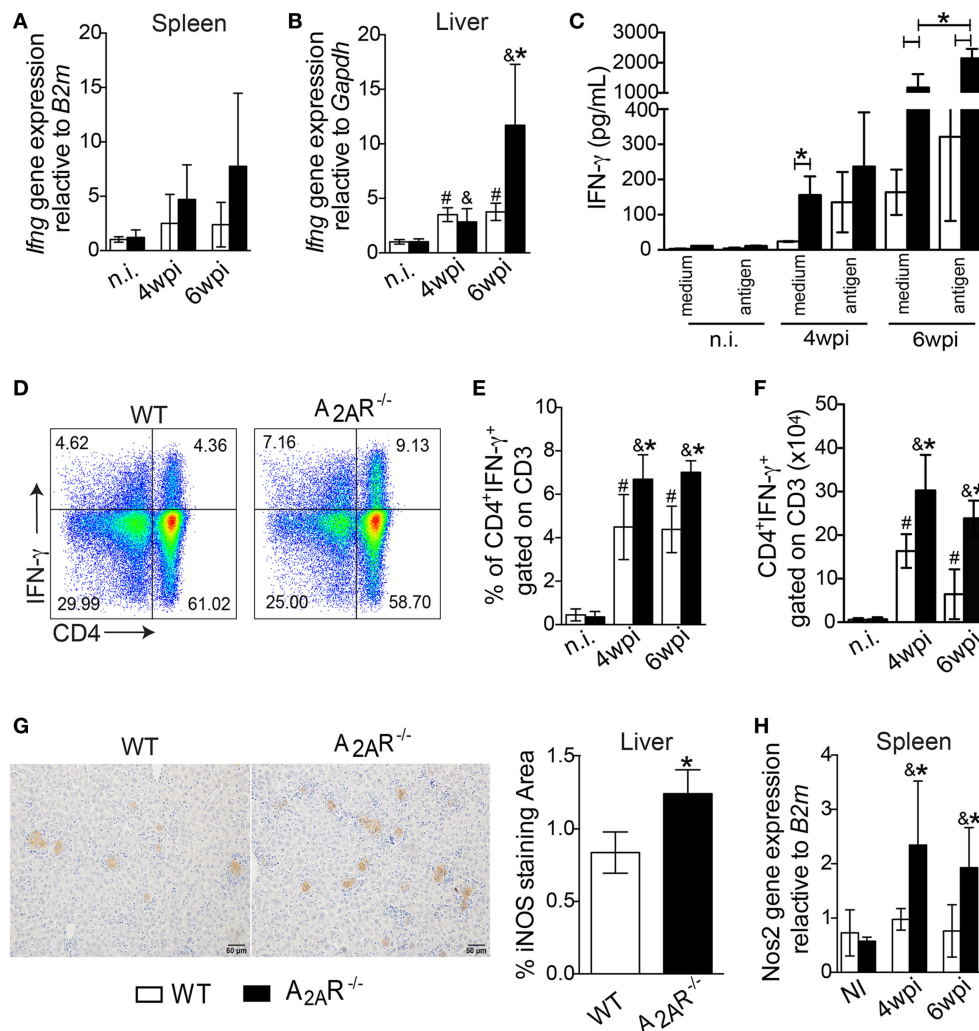 A
Spleen
Ifng gene expression
relactive to B2m
20
15
10
5
0
n.i.
4wpi
6wpi
B
Liver
Ifng gene expression
relactive to Gapdh
20
15
10
5
0
#
&
#
&*
n.i.
4wpi
6wpi
C
IFN-γ (pg/mL)
3000
2000
1000
400
300
200
100
0
*
*
medium
antigen
medium
antigen
medium
antigen
n.i.
4wpi
6wpi
D
WT
A2AR-/-
4.62
4.36
29.99
61.02
7.16
9.13
25.00
58.70
IFN-γ
CD4
E
% of CD4+IFN-γ+
gated on CD3
10
8
6
4
2
0
#
&*
#
&*
n.i.
4wpi
6wpi
F
CD4+IFN-γ+
gated on CD3 (x10⁴)
50
40
30
20
10
0
#
&*
#
&*
n.i.
4wpi
6wpi
G
WT
A2AR-/-
50 µm
50 µm
Liver
% iNOS staining Area
1.5
1.0
0.5
0.0
*
WT
A2AR-/-
H
Spleen
Nos2 gene expression
relactive to B2m
4
3
2
1
0
&*
&*
NI
4wpi
6wpi
WT
A2AR-/-